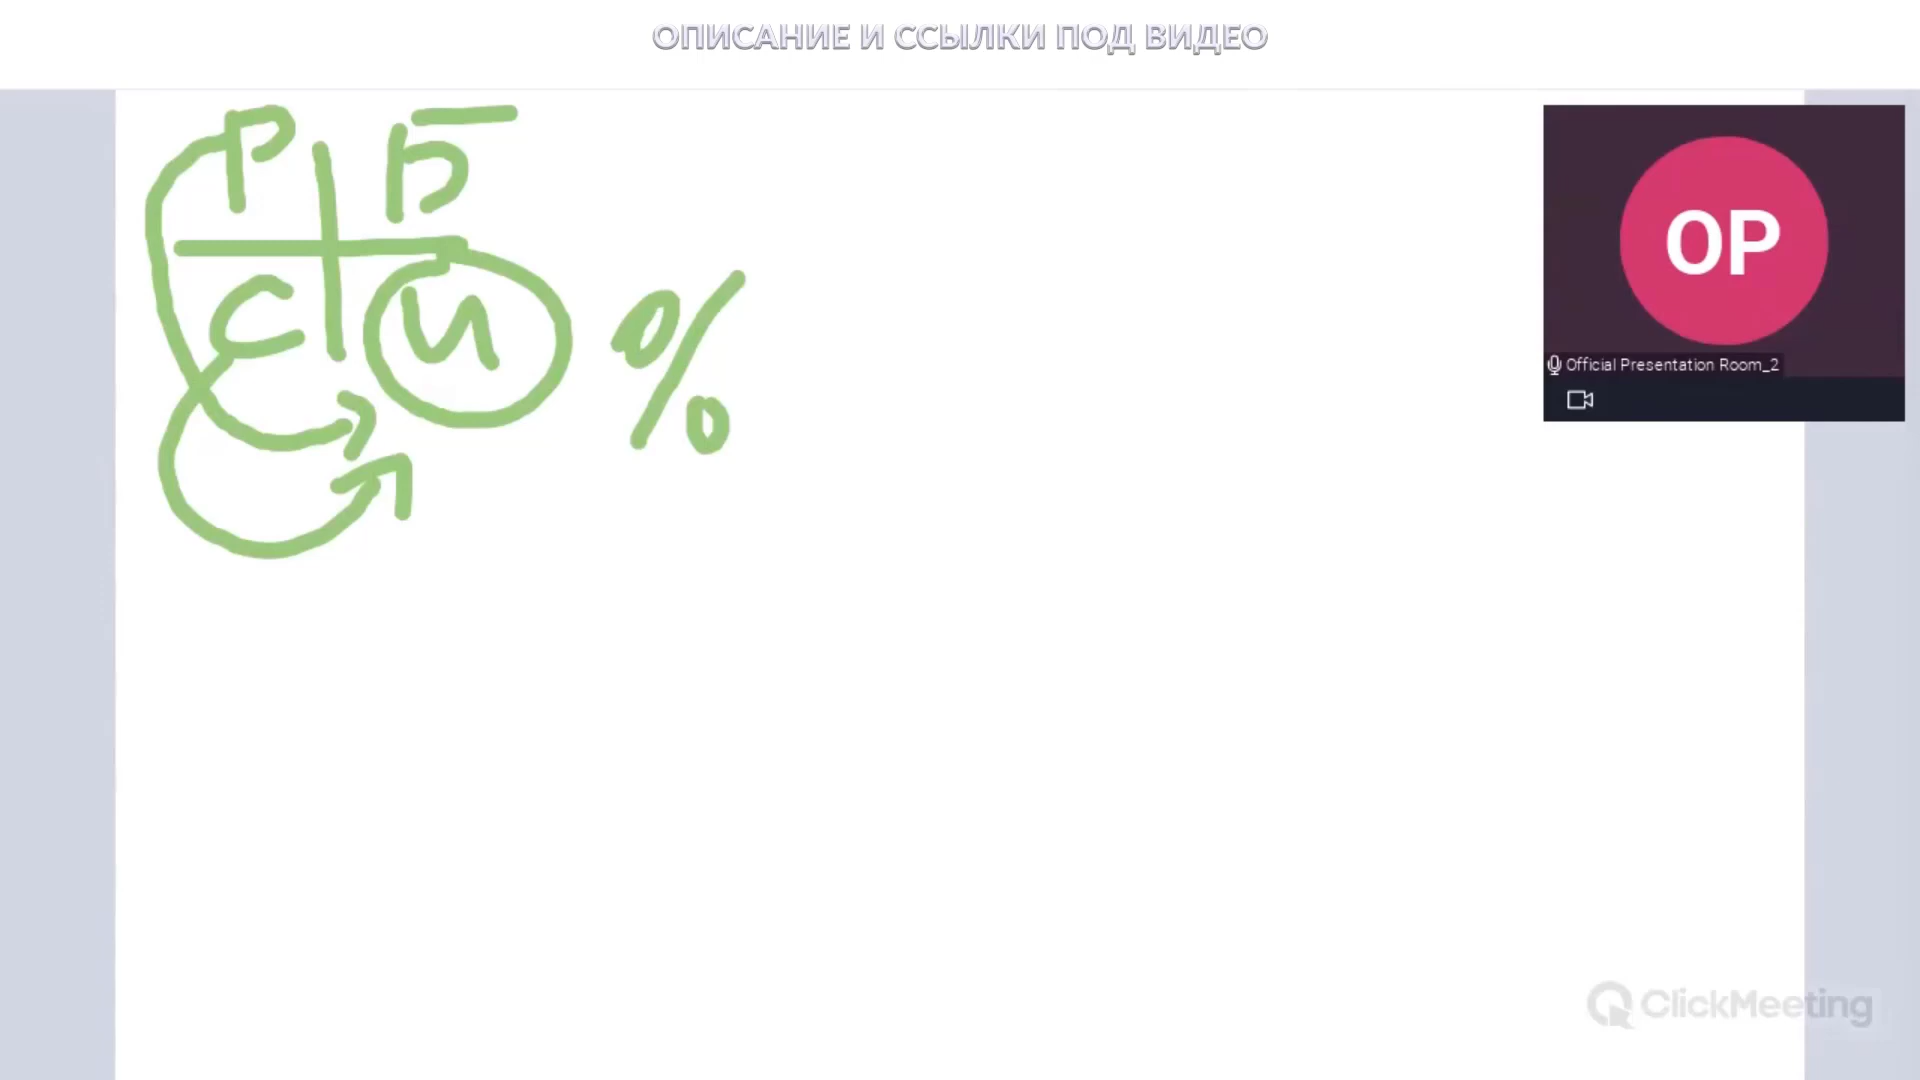 ОПИСАНИЕ И ССЫЛКИ ПОД ВИДЕО
Р Б
С И %
OP
Official Presentation Room_2
ClickMeeting